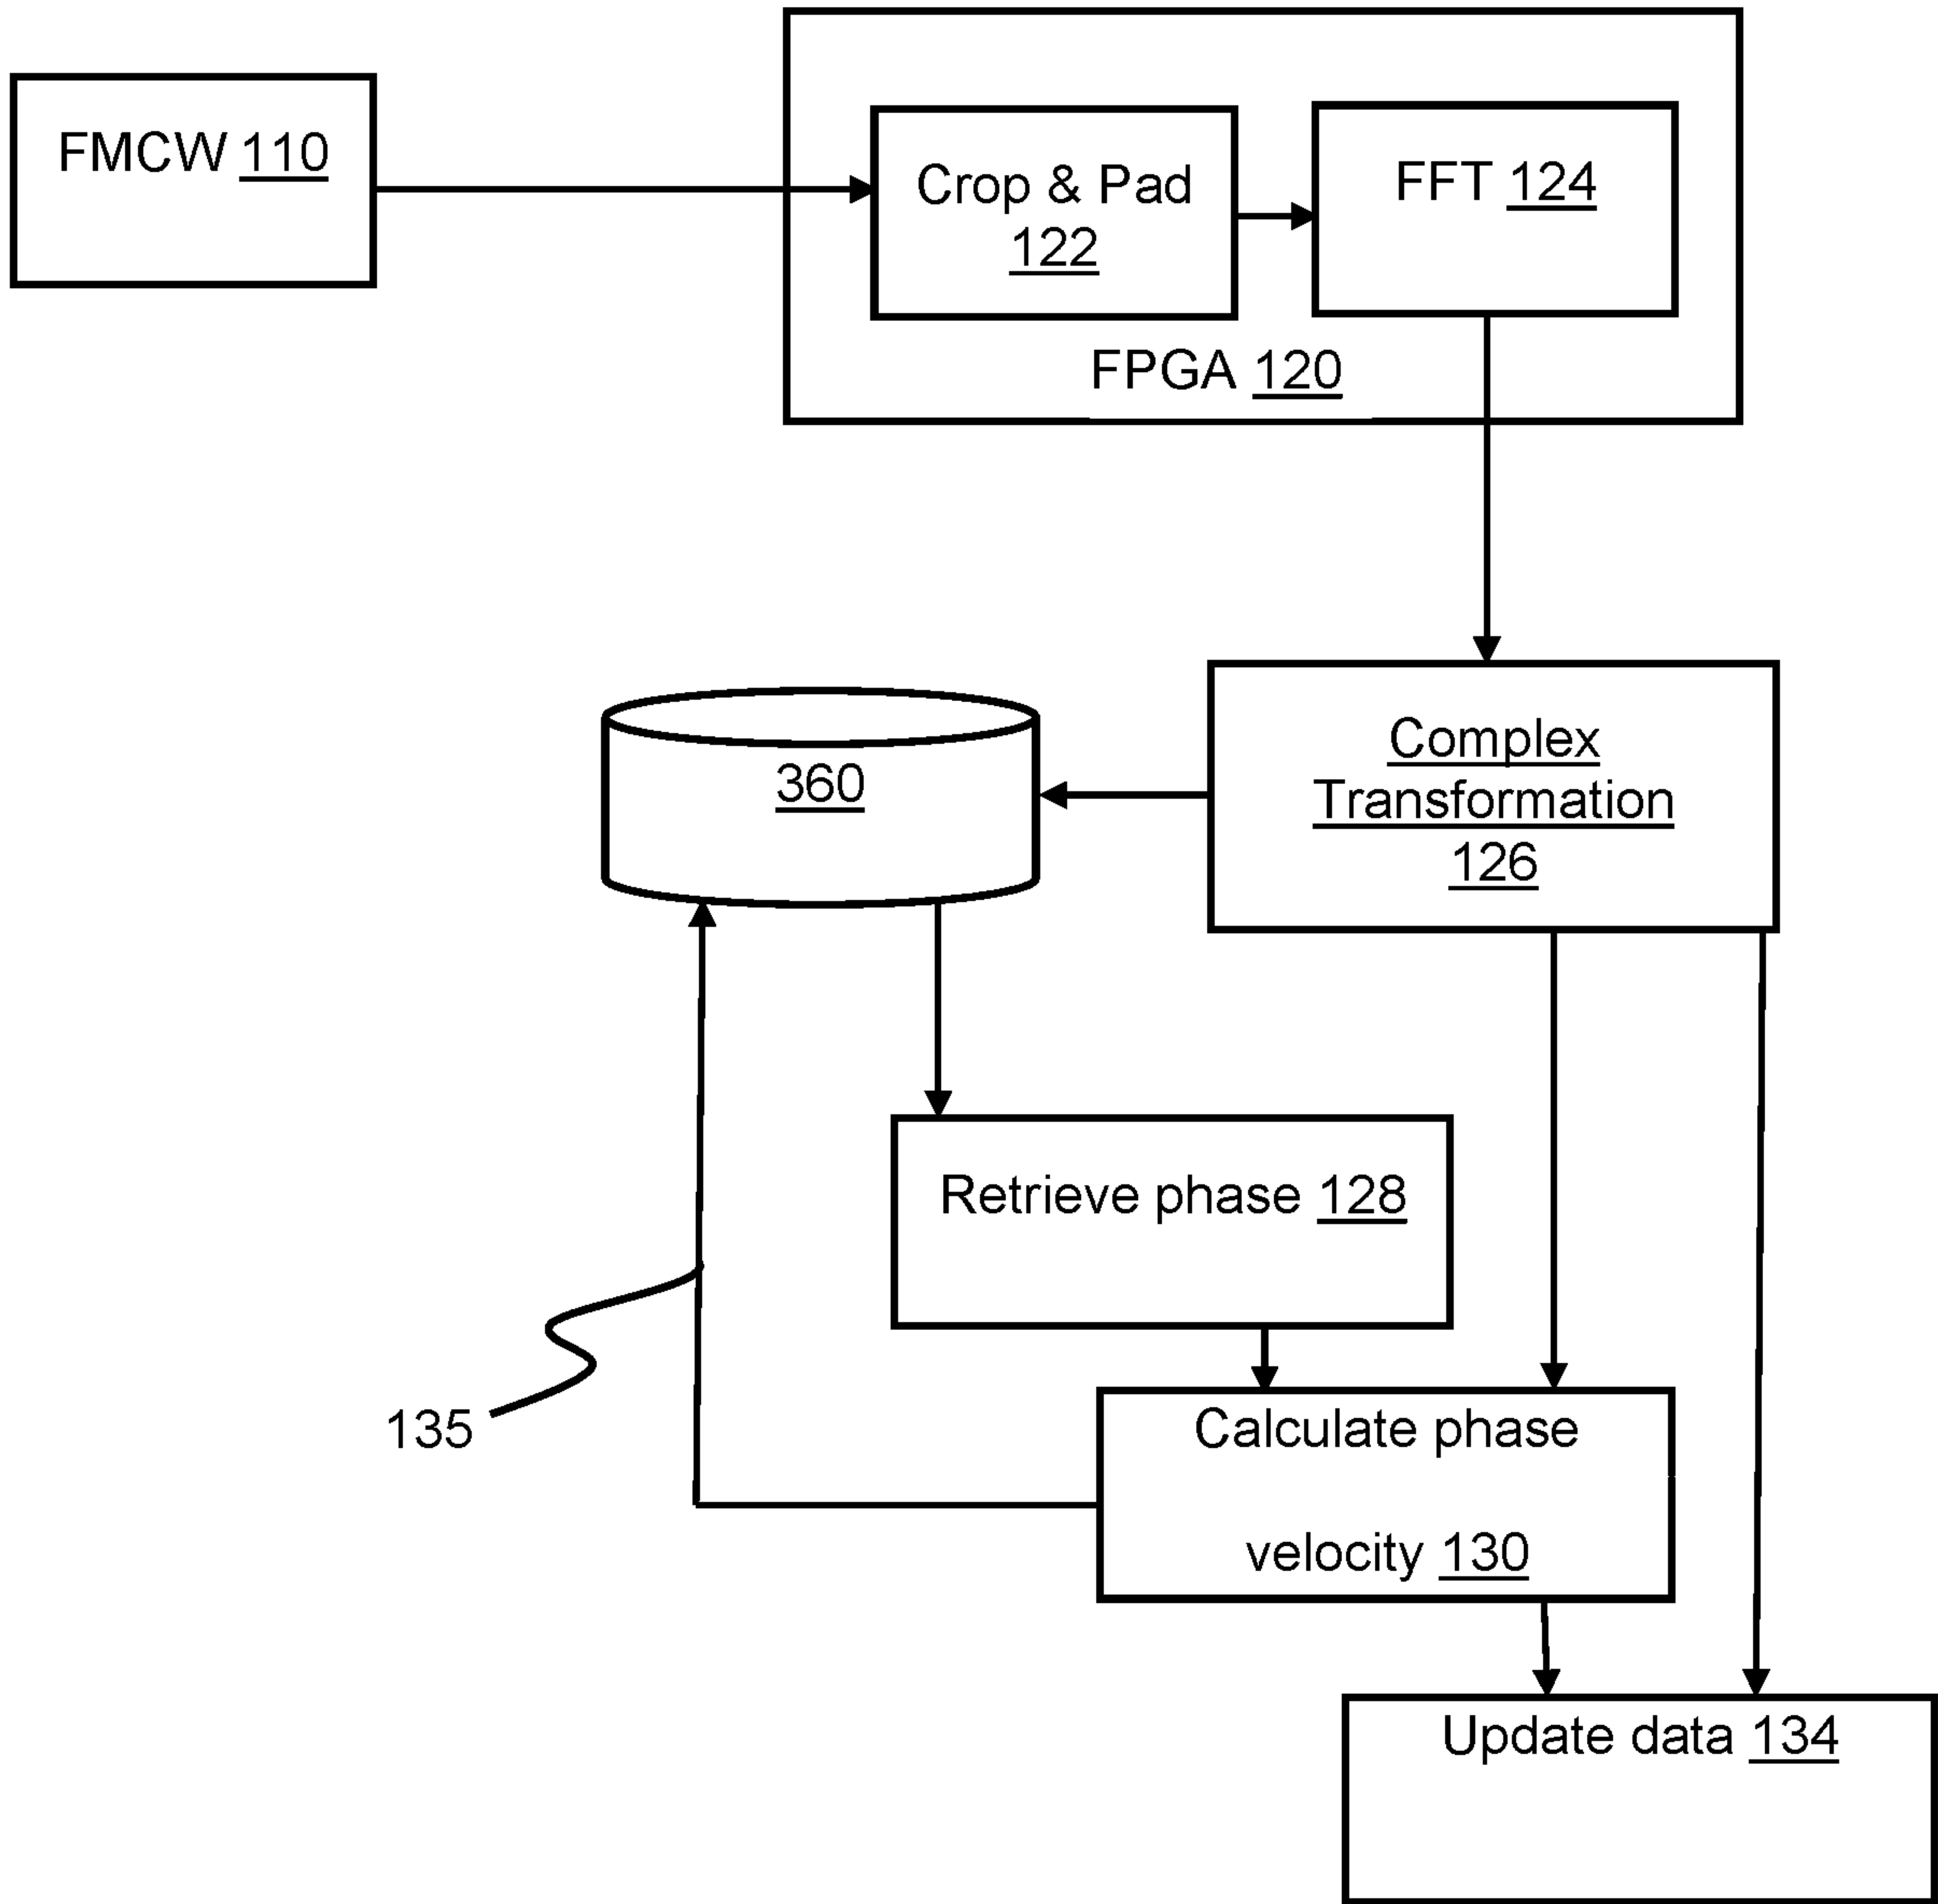 FMCW 110
Crop & Pad
122
FFT 124
FPGA 120
Complex
Transformation
126
360
Retrieve phase 128
135
Calculate phase
velocity 130
Update data 134